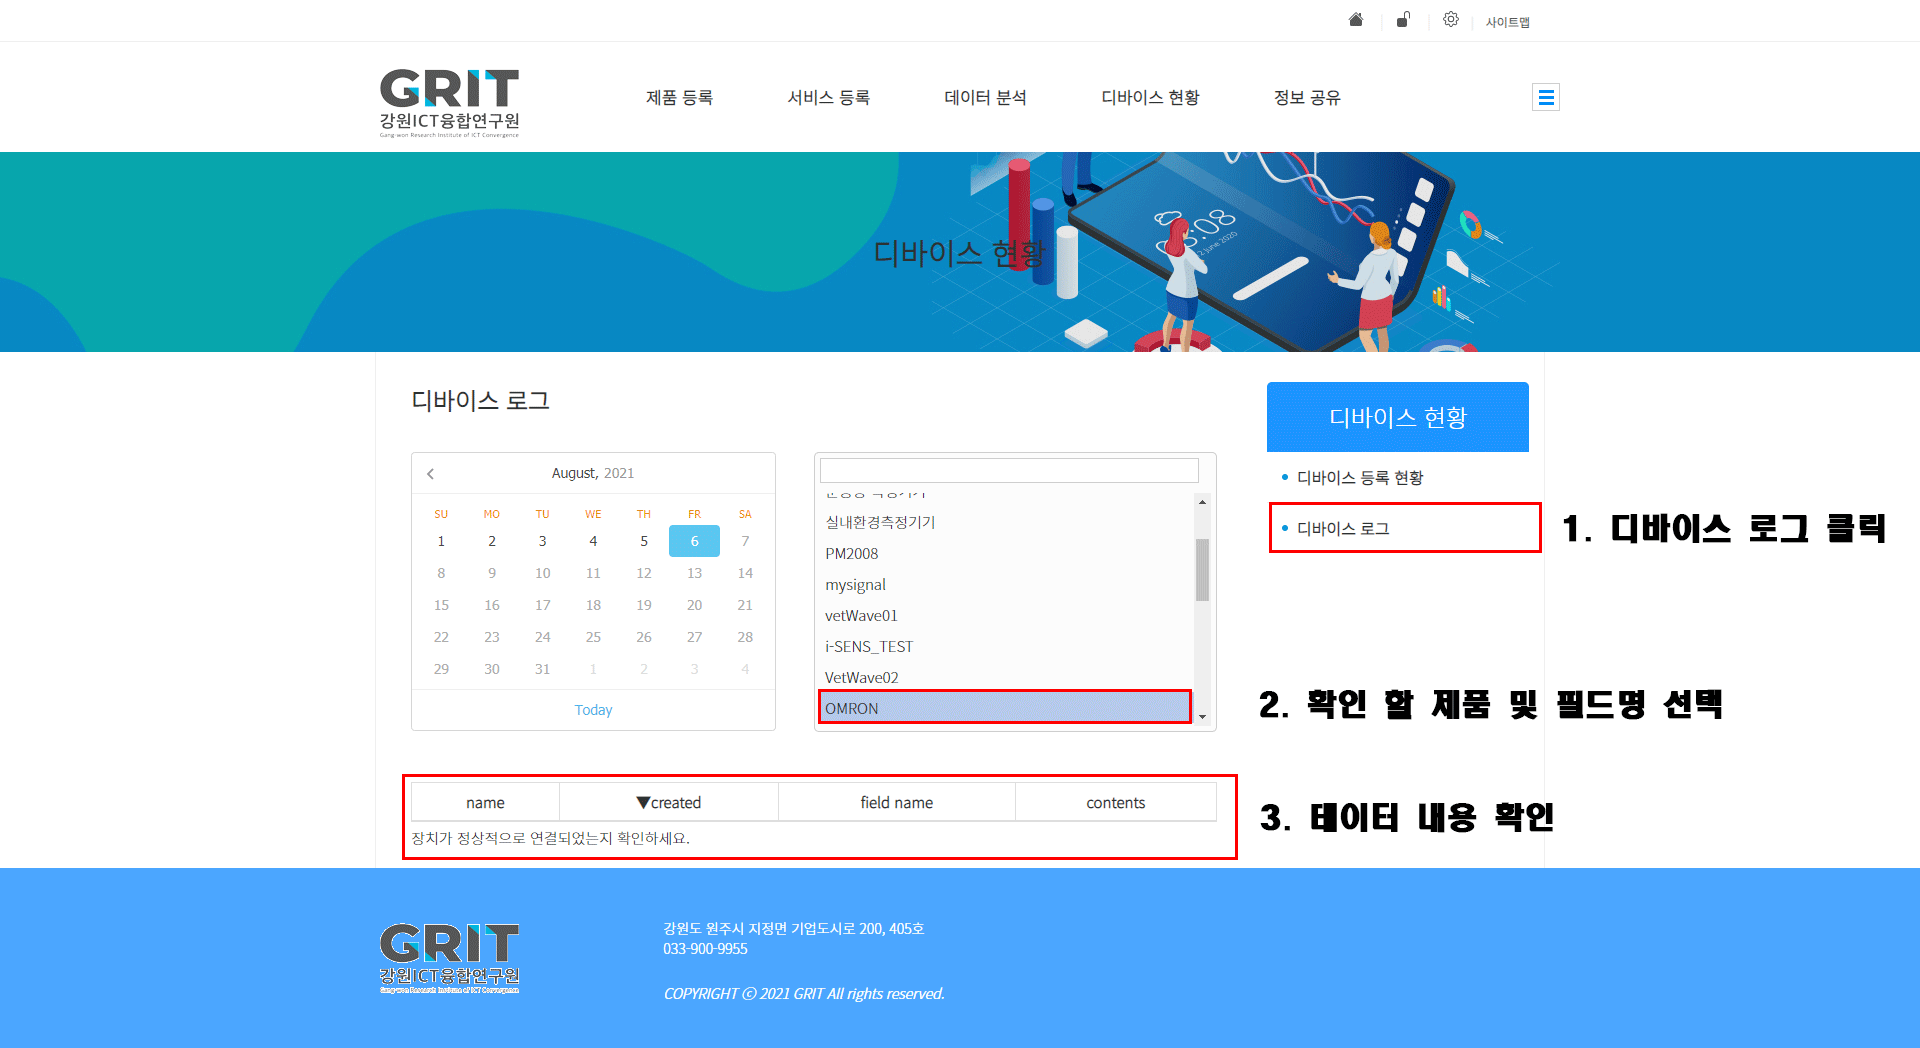 사이트맵
GRIT
강원ICT융합연구원
Gang-won Research Institute of ICT Convergence
제품 등록
서비스 등록
데이터 분석
디바이스 현황
정보 공유
디바이스 현황
디바이스 로그
August, 2021
SU MO TU WE TH FR SA
1 2 3 4 5 6 7
8 9 10 11 12 13 14
15 16 17 18 19 20 21
22 23 24 25 26 27 28
29 30 31 1 2 3 4
Today
실내환경측정기기
PM2008
mysignal
vetWave01
i-SENS_TEST
VetWave02
OMRON
디바이스 현황
디바이스 등록 현황
디바이스 로그
1. 디바이스 로그 클릭
2. 확인 할 제품 및 필드명 선택
name ▼created field name contents
장치가 정상적으로 연결되었는지 확인하세요.
3. 테이터 내용 확인
GRIT
강원ICT융합연구원
Gang-won Research Institute of ICT Convergence
강원도 원주시 지정면 기업도시로 200, 405호
033-900-9955
COPYRIGHT ⓒ 2021 GRIT All rights reserved.